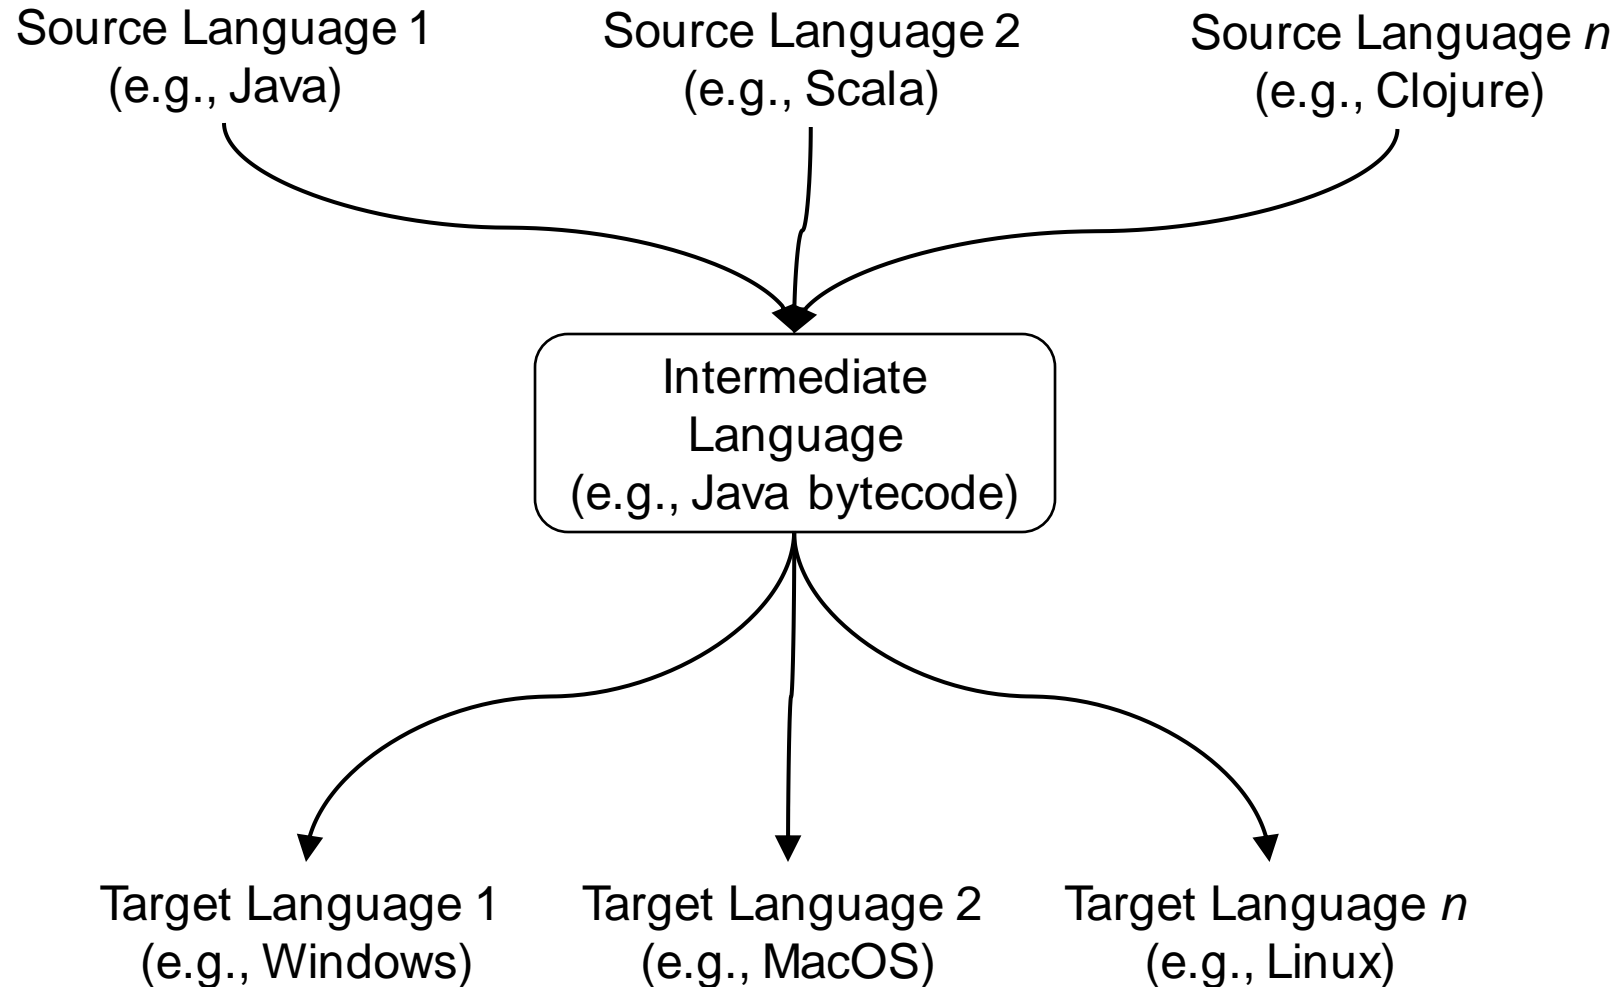 Source Language 1
(e.g., Java)
Source Language 2
(e.g., Scala)
Source Language n
(e.g., Clojure)
Intermediate
Language
(e.g., Java bytecode)
Target Language 1
(e.g., Windows)
Target Language 2
(e.g., MacOS)
Target Language n
(e.g., Linux)